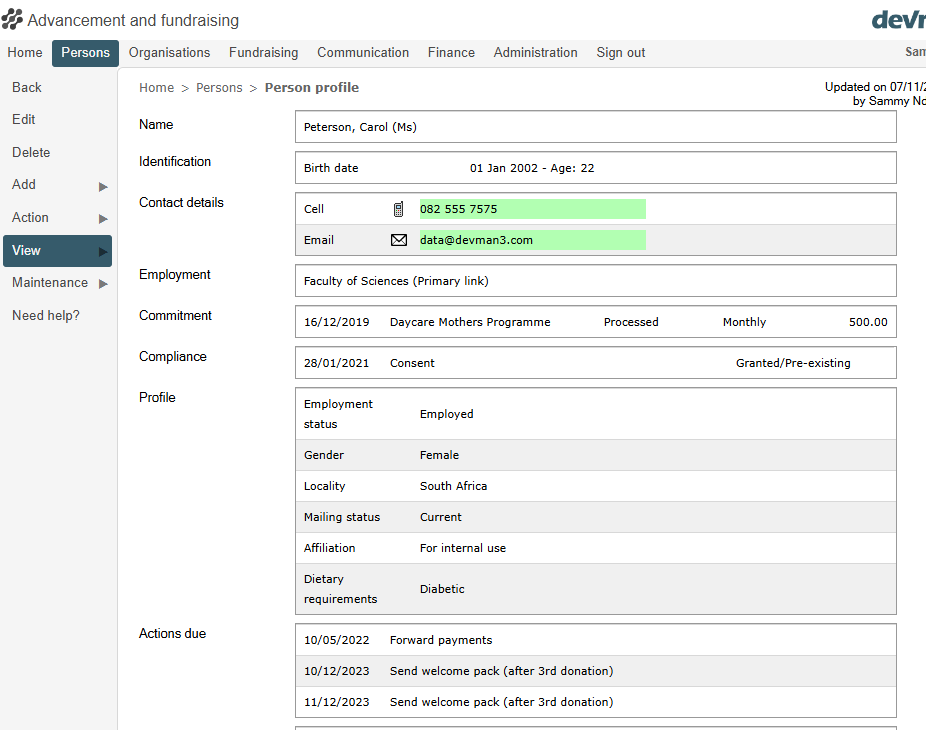 Advancement and fundraising
Home Persons Organisations Fundraising Communication Finance Administration Sign out
Back
Edit
Delete
Add
Action
View
Maintenance
Need help?
Home > Persons > Person profile
Updated on 07/11/
by Sammy
Name
Peterson, Carol (Ms)
Identification
Birth date 01 Jan 2002 - Age: 22
Contact details
Cell 082 555 7575
Email data@devman3.com
Employment
Faculty of Sciences (Primary link)
Commitment
16/12/2019 Daycare Mothers Programme Processed Monthly 500.00
Compliance
28/01/2021 Consent Granted/Pre-existing
Profile
Employment
status
Employed
Gender Female
Locality South Africa
Mailing status Current
Affiliation For internal use
Dietary
requirements
Diabetic
Actions due
10/05/2022 Forward payments
10/12/2023 Send welcome pack (after 3rd donation)
11/12/2023 Send welcome pack (after 3rd donation)